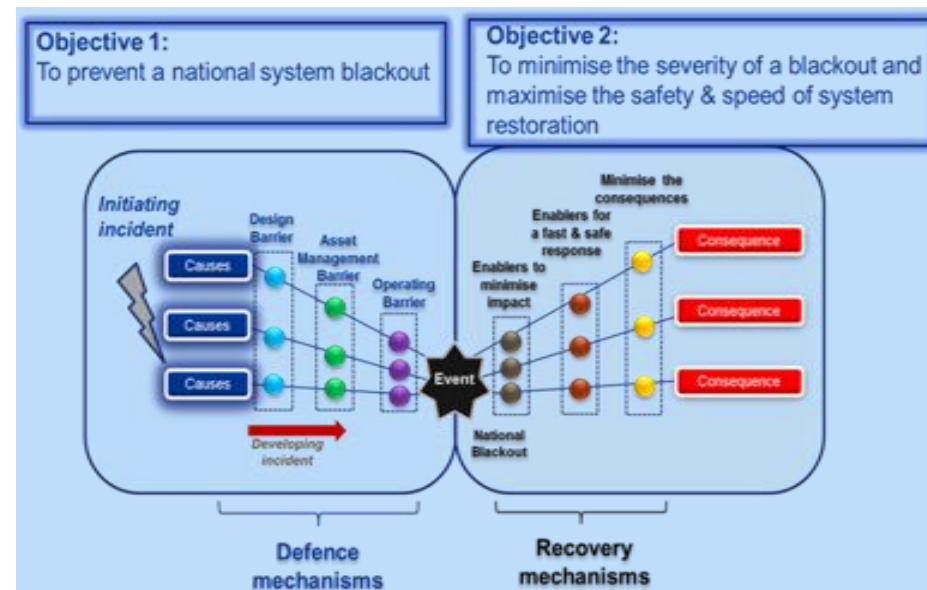 Objective 1:
To prevent a national system blackout
Objective 2:
To minimise the severity of a blackout and
maximise the safety & speed of system
restoration
Initiating
incident
Causes
Causes
Causes
Design
Barrier
Asset
Management
Barrier
Operating
Barrier
Developing
incident
Event
National
Blackout
Enablers to
minimise
impact
Enablers for
a fast & safe
response
Minimise the
consequences
Consequence
Consequence
Consequence
Defence
mechanisms
Recovery
mechanisms